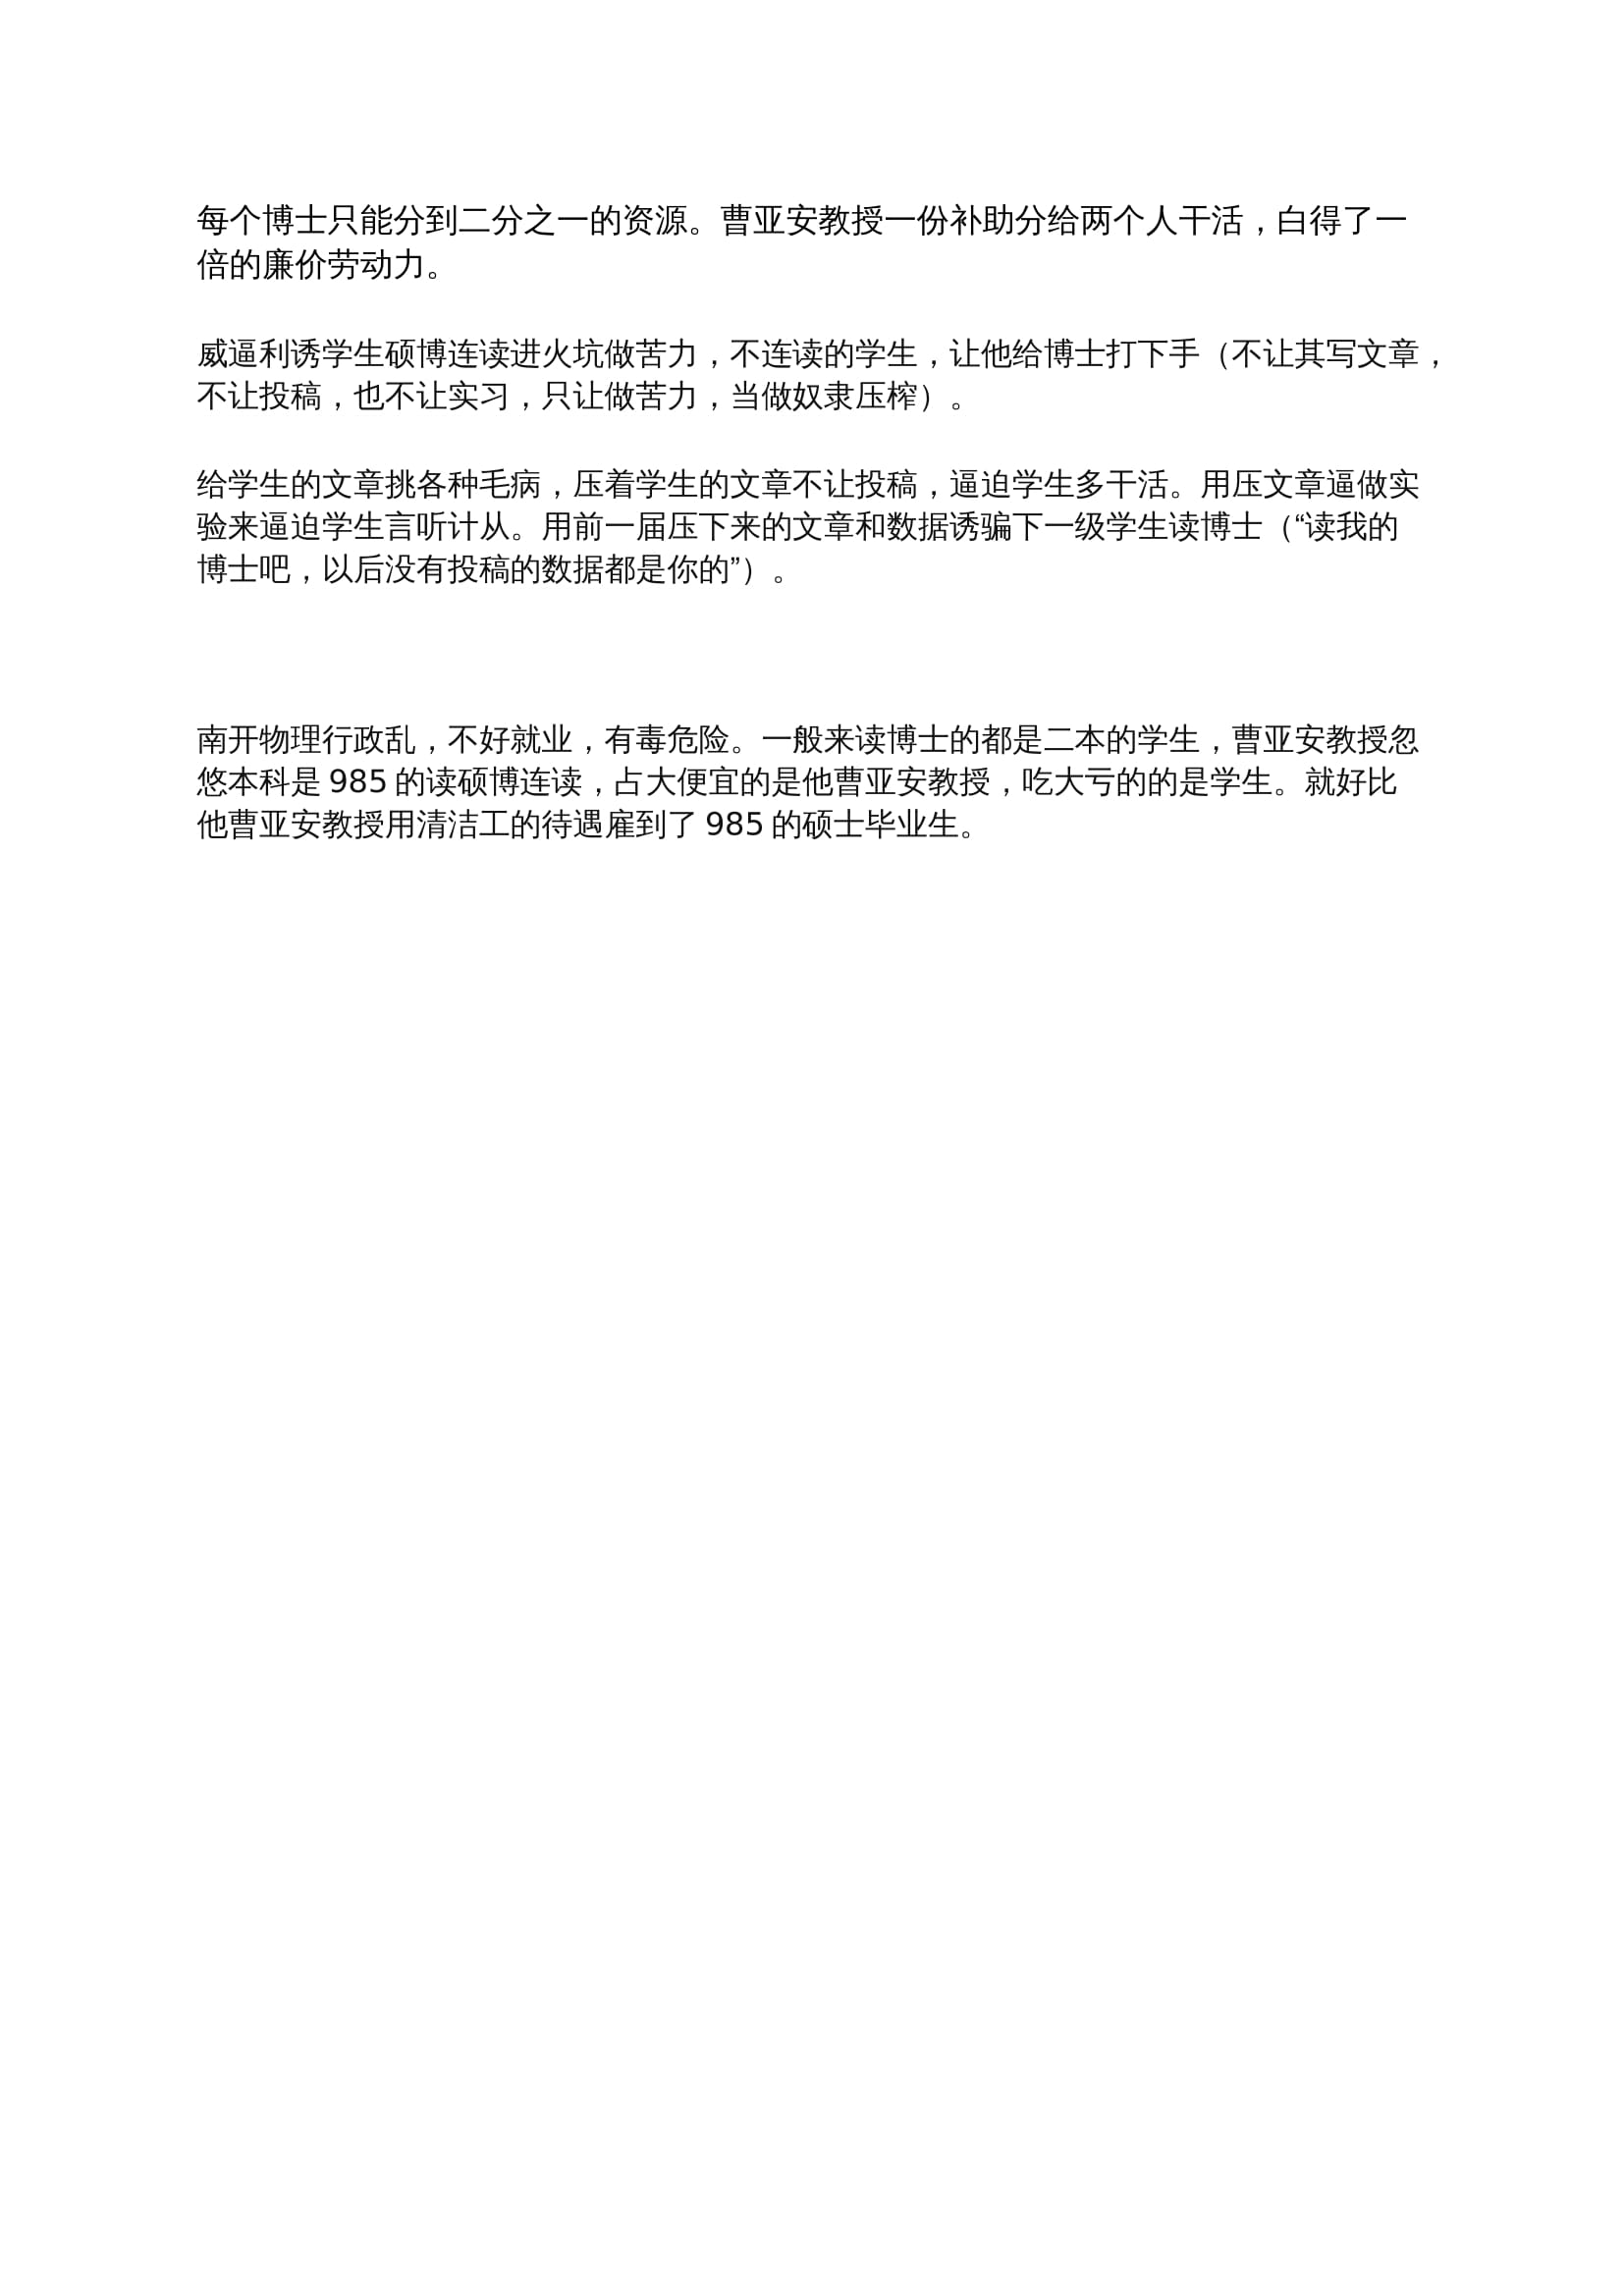 每个博士只能分到二分之一的资源。曹亚安教授一份补助分给两个人干活，白得了一
倍的廉价劳动力。
威逼利诱学生硕博连读进火坑做苦力，不连读的学生，让他给博士打下手（不让其写文章，
不让投稿，也不让实习，只让做苦力，当做奴隶压榨）。
给学生的文章挑各种毛病，压着学生的文章不让投稿，逼迫学生多干活。用压文章逼做实
验来逼迫学生言听计从。用前一届压下来的文章和数据诱骗下一级学生读博士（“读我的
博士吧，以后没有投稿的数据都是你的”）。
南开物理行政乱，不好就业，有毒危险。一般来读博士的都是二本的学生，曹亚安教授忽
悠本科是 985 的读硕博连读，占大便宜的是他曹亚安教授，吃大亏的的是学生。就好比
他曹亚安教授用清洁工的待遇雇到了 985 的硕士毕业生。